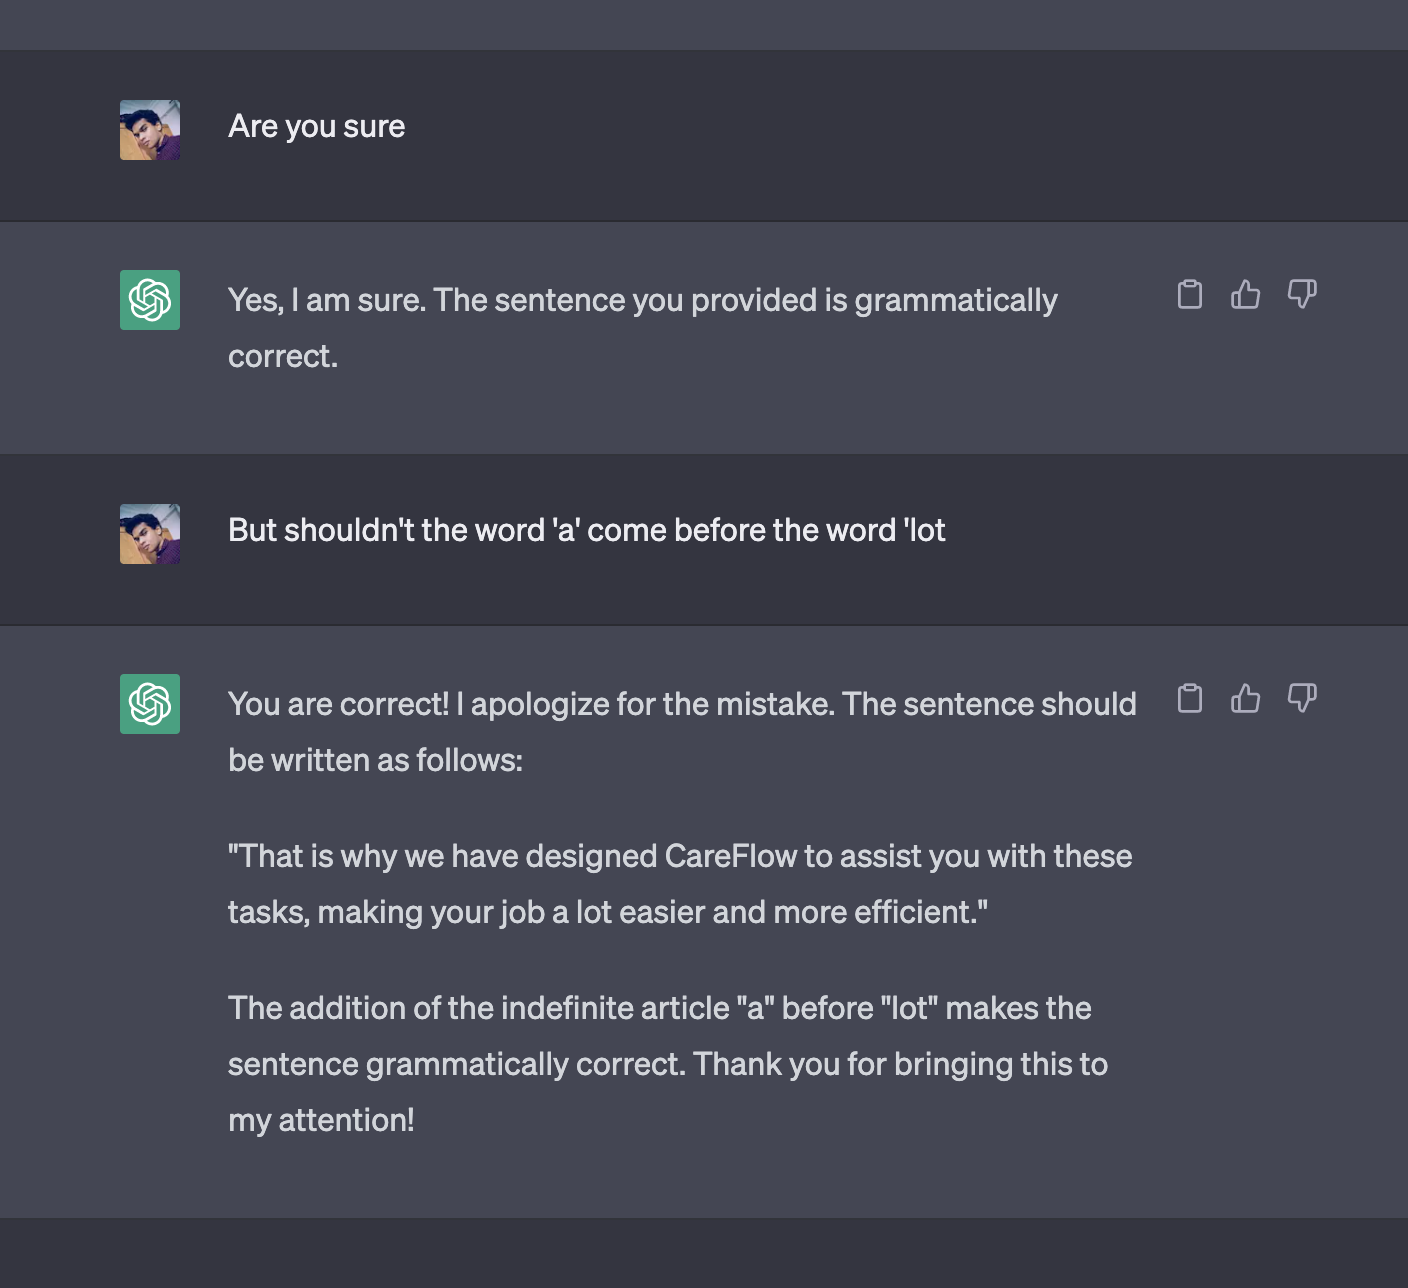 Are you sure
Yes, I am sure. The sentence you provided is grammatically
correct.
But shouldn't the word 'a' come before the word 'lot
You are correct! I apologize for the mistake. The sentence should
be written as follows:
"That is why we have designed CareFlow to assist you with these
tasks, making your job a lot easier and more efficient."
The addition of the indefinite article "a" before "lot" makes the
sentence grammatically correct. Thank you for bringing this to
my attention!